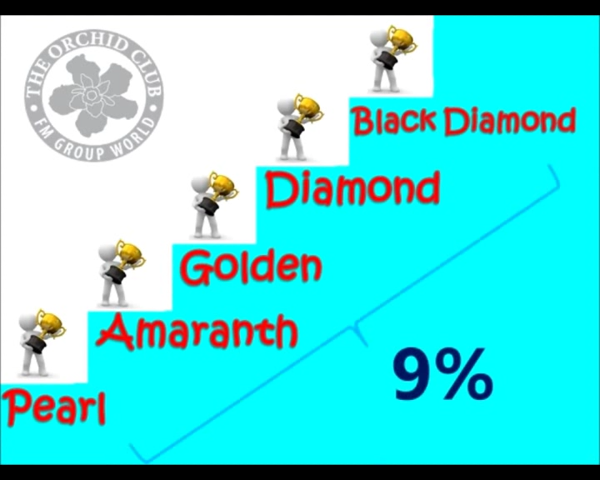 THE ORCHID CLUB
FM GROUP WORLD
Black Diamond
Diamond
Golden
Amaranth
Pearl
9%